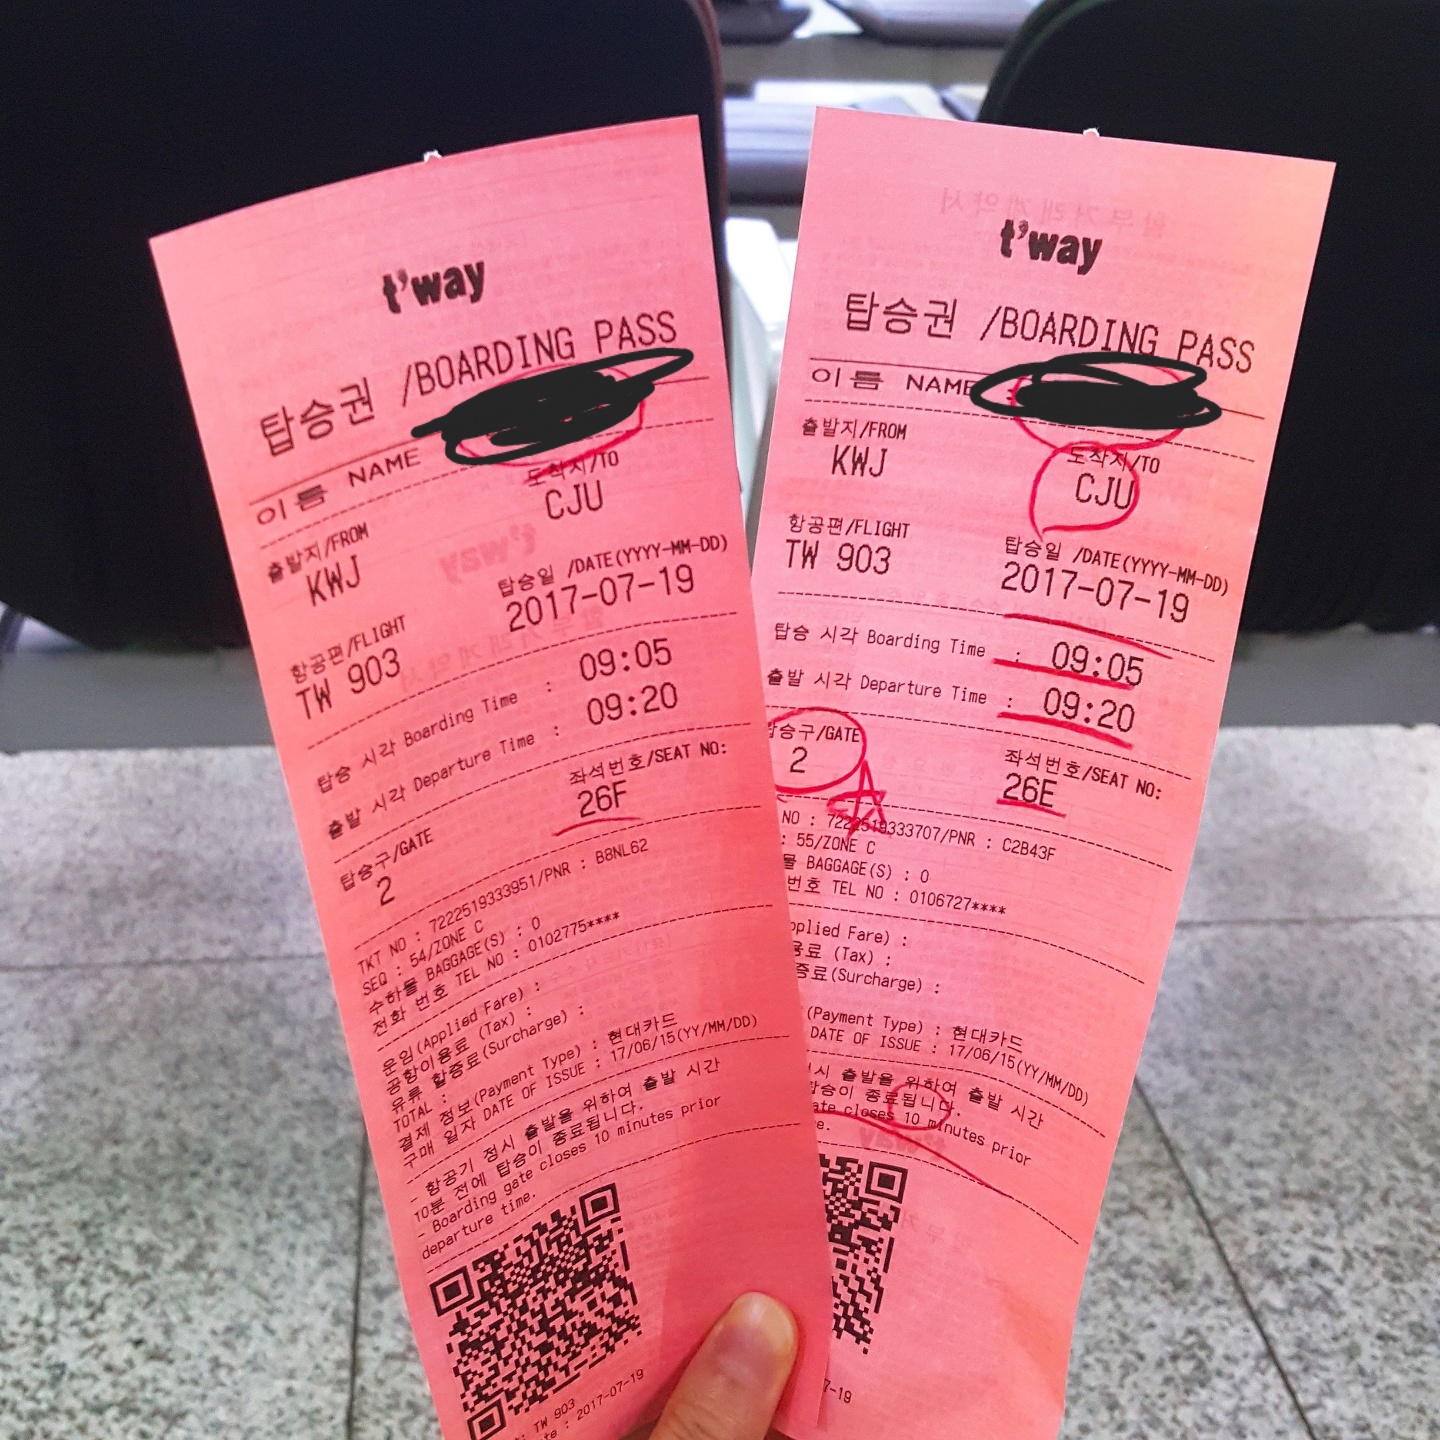 t'way
탑승권 /BOARDING PASS
이름 NAME
출발지/FROM 도착지/TO
KWJ CJU
항공편/FLIGHT 탑승일 /DATE(YYYY-MM-DD)
TW 903 2017-07-19
탑승 시각 Boarding Time : 09:05
출발 시각 Departure Time : 09:20
탑승구/GATE 좌석번호/SEAT NO:
2 26F
TKT NO : 7222519333951/PNR : B8NL62
SEQ : 54/ZONE C
수하물 BAGGAGE(S) : 0
전화 번호 TEL NO : 0102775****
운임(Applied Fare) :
공항이용료 (Tax) :
유류 할증료(Surcharge) :
TOTAL :
결제 정보(Payment Type) : 현대카드
구매 일자 DATE OF ISSUE : 17/06/15(YY/MM/DD)
- 항공기 정시 출발을 위하여 출발 시간
10분 전에 탑승이 종료됩니다.
- Boarding gate closes 10 minutes prior
departure time.
TW 903
: 2017-07-19
t'way
탑승권 /BOARDING PASS
이름 NAME
출발지/FROM 도착지/TO
KWJ CJU
항공편/FLIGHT 탑승일 /DATE(YYYY-MM-DD)
TW 903 2017-07-19
탑승 시각 Boarding Time : 09:05
출발 시각 Departure Time : 09:20
탑승구/GATE 좌석번호/SEAT NO:
2 26E
NO : 7222519333707/PNR : C2B43F
: 55/ZONE C
BAGGAGE(S) : 0
번호 TEL NO : 0106727****
Fare) :
(Tax) :
(Surcharge) :
(Payment Type) : 현대카드
DATE OF ISSUE : 17/06/15(YY/MM/DD)
출발을 위하여 출발 시간
종료됩니다.
closes 10 minutes prior